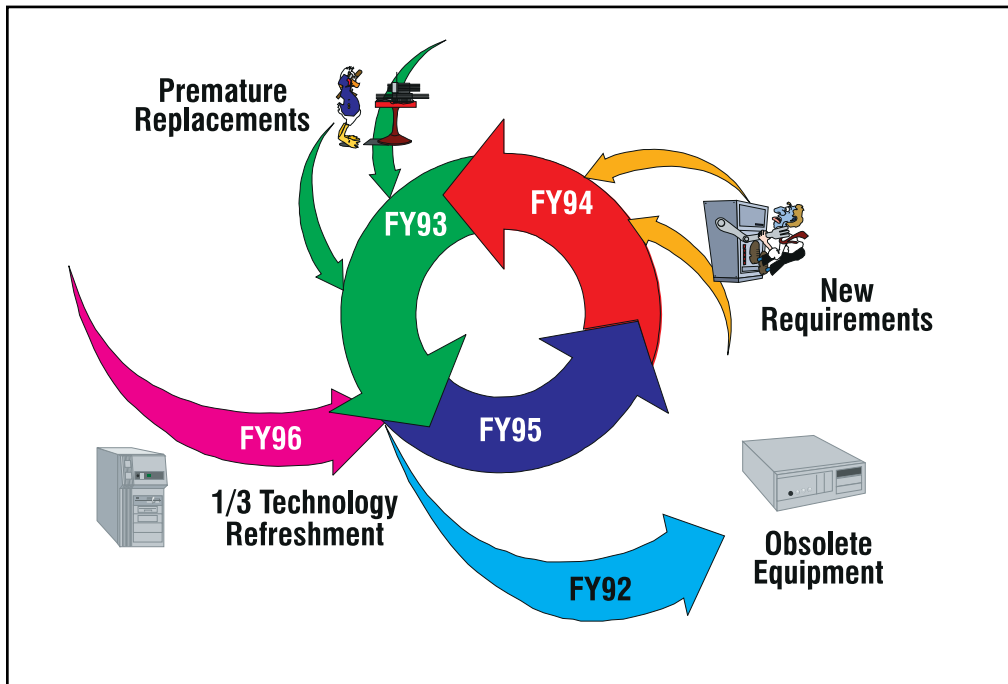 Premature
Replacements
FY93
FY94
New
Requirements
FY96
FY95
1/3 Technology
Refreshment
FY92
Obsolete
Equipment